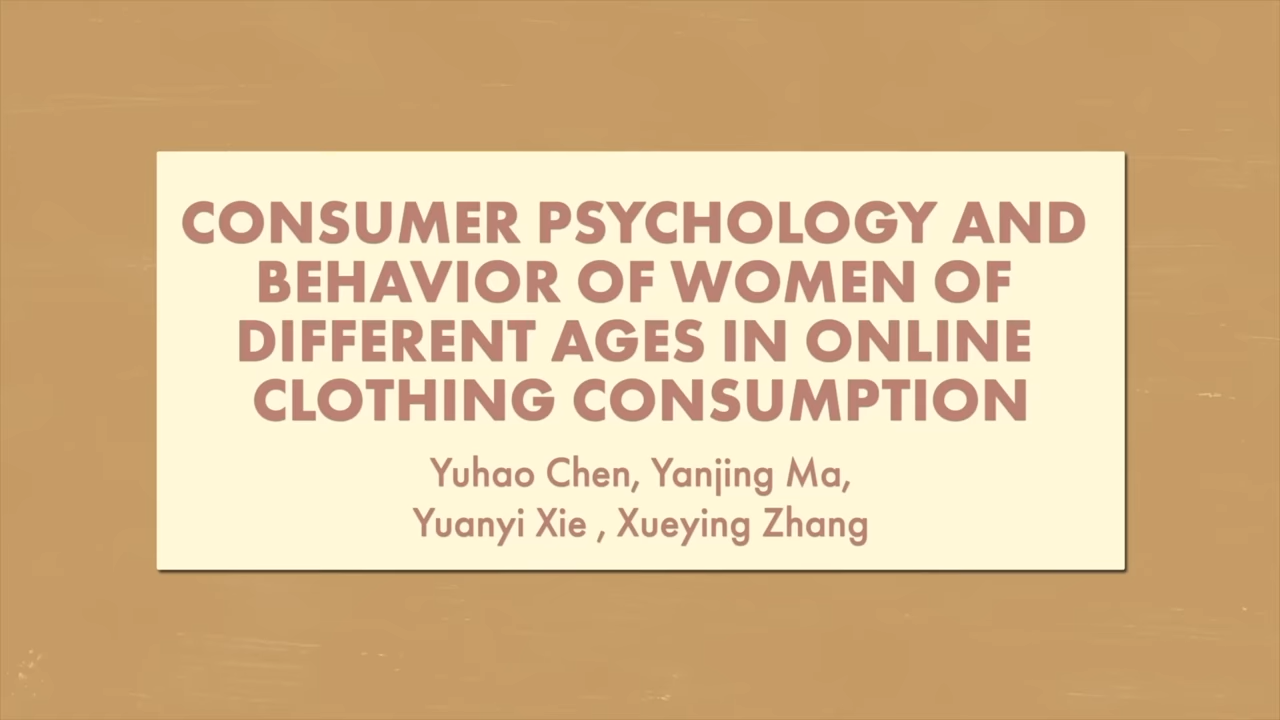 CONSUMER PSYCHOLOGY AND
BEHAVIOR OF WOMEN OF
DIFFERENT AGES IN ONLINE
CLOTHING CONSUMPTION
Yuhao Chen, Yanjing Ma,
Yuanyi Xie , Xueying Zhang